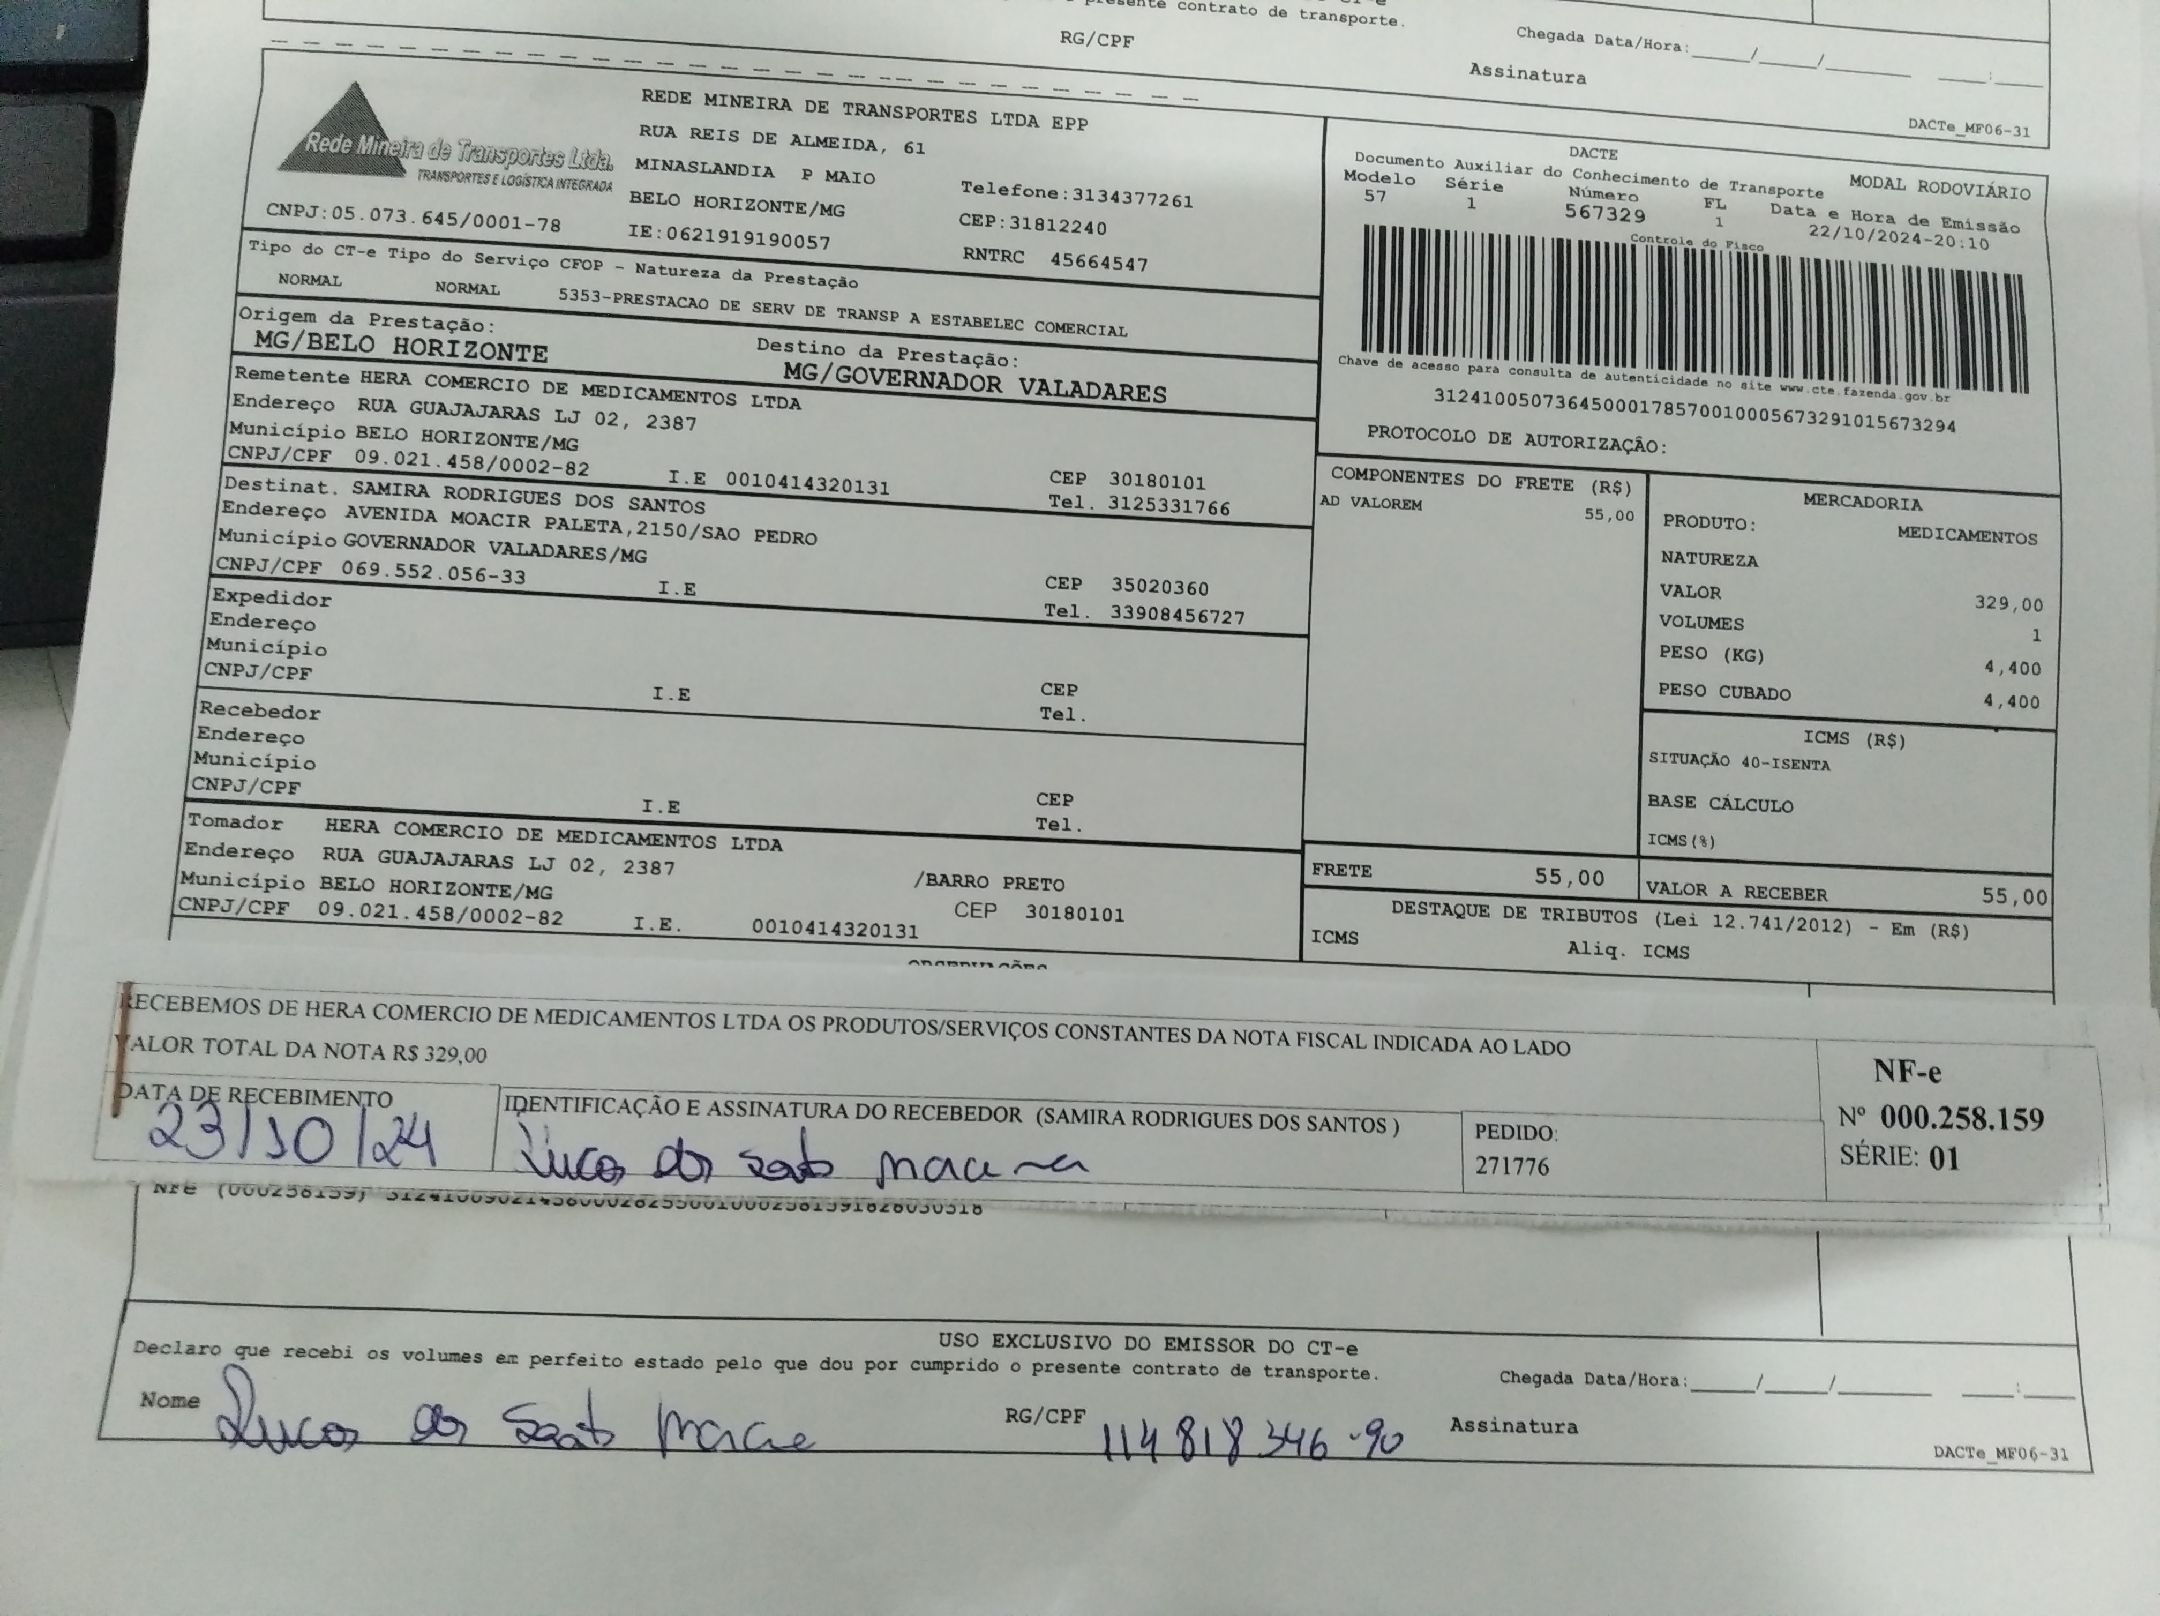 presente contrato de transporte.
RG/CPF
Chegada Data/Hora:____/____/________ ____:____
Assinatura
DACTe_MF06-31
Rede Mineira de Transportes Ltda.
TRANSPORTES E LOGÍSTICA INTEGRADA
CNPJ:05.073.645/0001-78
REDE MINEIRA DE TRANSPORTES LTDA EPP
RUA REIS DE ALMEIDA, 61
MINASLANDIA P MAIO
Telefone:3134377261
BELO HORIZONTE/MG
CEP:31812240
IE:0621919190057
RNTRC 45664547
DACTE
Documento Auxiliar do Conhecimento de Transporte
MODAL RODOVIÁRIO
Modelo Série Número FL Data e Hora de Emissão
57 1 567329 1 22/10/2024-20:10
Controle do Fisco
Chave de acesso para consulta de autenticidade no site www.cte.fazenda.gov.br
31241005073645000178570010005673291015673294
PROTOCOLO DE AUTORIZAÇÃO:
Tipo do CT-e Tipo do Serviço CFOP - Natureza da Prestação
NORMAL NORMAL 5353-PRESTACAO DE SERV DE TRANSP A ESTABELEC COMERCIAL
Origem da Prestação:
MG/BELO HORIZONTE
Destino da Prestação:
MG/GOVERNADOR VALADARES
Remetente HERA COMERCIO DE MEDICAMENTOS LTDA
Endereço RUA GUAJAJARAS LJ 02, 2387
Município BELO HORIZONTE/MG
CEP 30180101
CNPJ/CPF 09.021.458/0002-82 I.E 0010414320131
Tel. 3125331766
Destinat. SAMIRA RODRIGUES DOS SANTOS
Endereço AVENIDA MOACIR PALETA,2150/SAO PEDRO
Município GOVERNADOR VALADARES/MG
CEP 35020360
CNPJ/CPF 069.552.056-33 I.E
Tel. 33908456727
Expedidor
Endereço
Município
CEP
CNPJ/CPF I.E
Tel.
Recebedor
Endereço
Município
CEP
CNPJ/CPF I.E
Tel.
Tomador HERA COMERCIO DE MEDICAMENTOS LTDA
Endereço RUA GUAJAJARAS LJ 02, 2387 /BARRO PRETO
Município BELO HORIZONTE/MG CEP 30180101
CNPJ/CPF 09.021.458/0002-82 I.E. 0010414320131
COMPONENTES DO FRETE (R$)
AD VALOREM 55,00
MERCADORIA
PRODUTO: MEDICAMENTOS
NATUREZA
VALOR 329,00
VOLUMES 1
PESO (KG) 4,400
PESO CUBADO 4,400
ICMS (R$)
SITUAÇÃO 40-ISENTA
BASE CÁLCULO
ICMS(%)
FRETE 55,00
VALOR A RECEBER 55,00
DESTAQUE DE TRIBUTOS (Lei 12.741/2012) - Em (R$)
ICMS Aliq. ICMS
RECEBEMOS DE HERA COMERCIO DE MEDICAMENTOS LTDA OS PRODUTOS/SERVIÇOS CONSTANTES DA NOTA FISCAL INDICADA AO LADO
VALOR TOTAL DA NOTA R$ 329,00
DATA DE RECEBIMENTO
23/10/24
IDENTIFICAÇÃO E ASSINATURA DO RECEBEDOR (SAMIRA RODRIGUES DOS SANTOS )
Lucas dos
PEDIDO:
271776
NF-e
Nº 000.258.159
SÉRIE: 01
NFe (000258159)
USO EXCLUSIVO DO EMISSOR DO CT-e
Declaro que recebi os volumes em perfeito estado pelo que dou por cumprido o presente contrato de transporte.
Chegada Data/Hora:____/____/________ ____:____
Nome Lucas dos
RG/CPF 114 818 346-90
Assinatura
DACTe_MF06-31